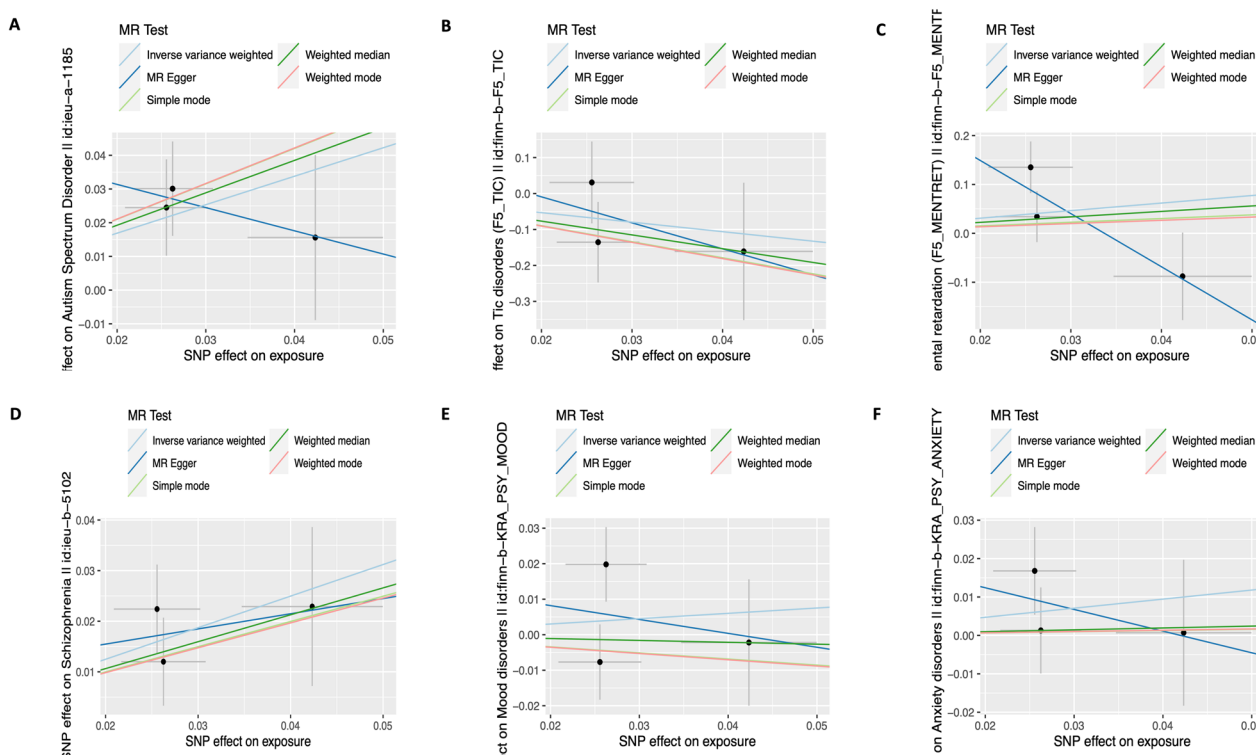 A
MR Test
Inverse variance weighted
Weighted median
MR Egger
Weighted mode
Simple mode
ffect on Autism Spectrum Disorder || id:ieu-a-1185
0.04
0.03
0.02
0.01
0.00
−0.01
0.02 0.03 0.04 0.05
SNP effect on exposure
B
MR Test
Inverse variance weighted
Weighted median
MR Egger
Weighted mode
Simple mode
ffect on Tic disorders (F5_TIC) || id:finn-b-F5_TIC
0.1
0.0
−0.1
−0.2
−0.3
0.02 0.03 0.04 0.05
SNP effect on exposure
C
MR Test
Inverse variance weighted
Weighted median
MR Egger
Weighted mode
Simple mode
ental retardation (F5_MENTRET) || id:finn-b-F5_MENTF
0.2
0.1
0.0
−0.1
0.02 0.03 0.04 0.0
SNP effect on exposure
D
MR Test
Inverse variance weighted
Weighted median
MR Egger
Weighted mode
Simple mode
SNP effect on Schizophrenia || id:ieu-b-5102
0.04
0.03
0.02
0.01
0.02 0.03 0.04 0.05
SNP effect on exposure
E
MR Test
Inverse variance weighted
Weighted median
MR Egger
Weighted mode
Simple mode
ct on Mood disorders || id:finn-b-KRA_PSY_MOOD
0.03
0.02
0.01
0.00
−0.01
−0.02
0.02 0.03 0.04 0.05
SNP effect on exposure
F
MR Test
Inverse variance weighted
Weighted median
MR Egger
Weighted mode
Simple mode
on Anxiety disorders || id:finn-b-KRA_PSY_ANXIETY
0.03
0.02
0.01
0.00
−0.01
−0.02
0.02 0.03 0.04 0.0
SNP effect on exposure